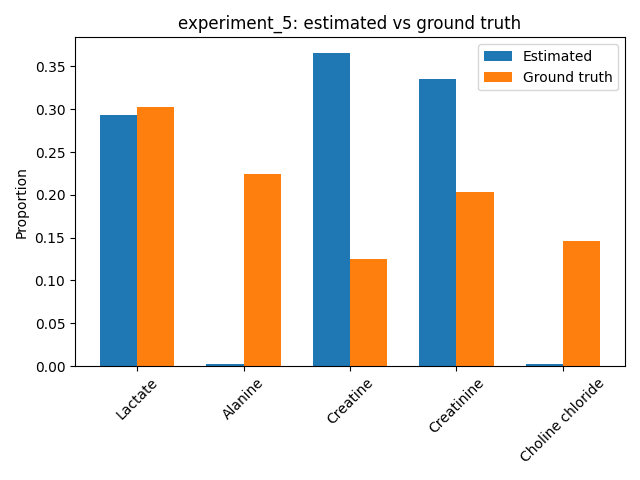 experiment_5: estimated vs ground truth
Estimated
Ground truth
Proportion
0.35
0.30
0.25
0.20
0.15
0.10
0.05
0.00
Lactate
Alanine
Creatine
Creatinine
Choline chloride